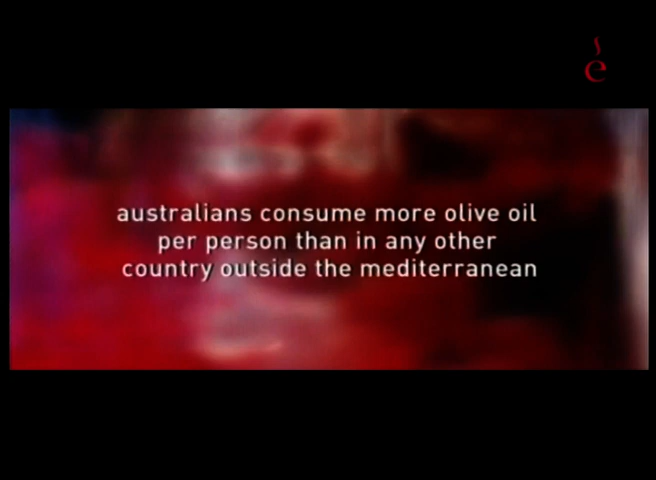 e
australians consume more olive oil
per person than in any other
country outside the mediterranean